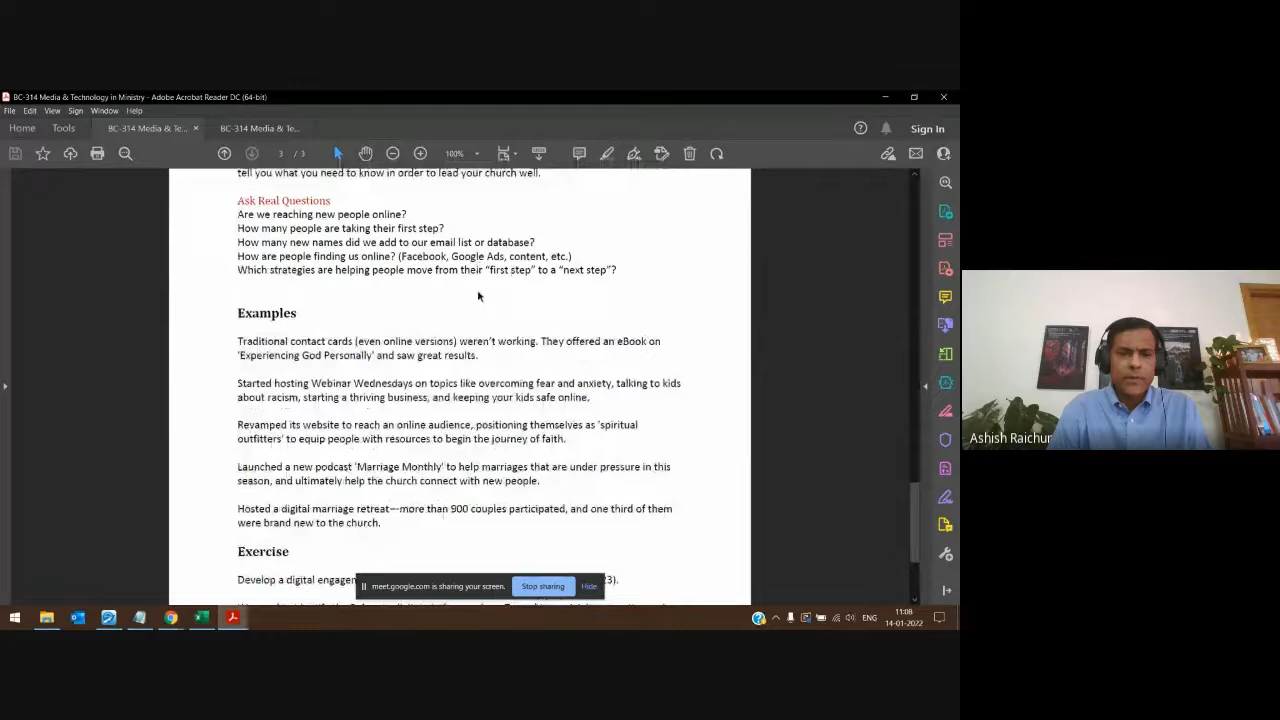 BC-314 Media & Technology in Ministry - Adobe Acrobat Reader DC (64-bit)
File Edit View Sign Window Help
Home Tools BC-314 Media & Te... × BC-314 Media & Te...
Sign In
3 / 3 100%
tell you what you need to know in order to lead your church well.
Ask Real Questions
Are we reaching new people online?
How many people are taking their first step?
How many new names did we add to our email list or database?
How are people finding us online? (Facebook, Google Ads, content, etc.)
Which strategies are helping people move from their “first step” to a “next step”?
Examples
Traditional contact cards (even online versions) weren’t working. They offered an eBook on
'Experiencing God Personally' and saw great results.
Started hosting Webinar Wednesdays on topics like overcoming fear and anxiety, talking to kids
about racism, starting a thriving business, and keeping your kids safe online.
Revamped its website to reach an online audience, positioning themselves as 'spiritual
outfitters' to equip people with resources to begin the journey of faith.
Launched a new podcast 'Marriage Monthly' to help marriages that are under pressure in this
season, and ultimately help the church connect with new people.
Hosted a digital marriage retreat—more than 900 couples participated, and one third of them
were brand new to the church.
Exercise
Develop a digital engagem 23).
meet.google.com is sharing your screen. Stop sharing Hide
Ashish Raichur
ENG
11:08
14-01-2022